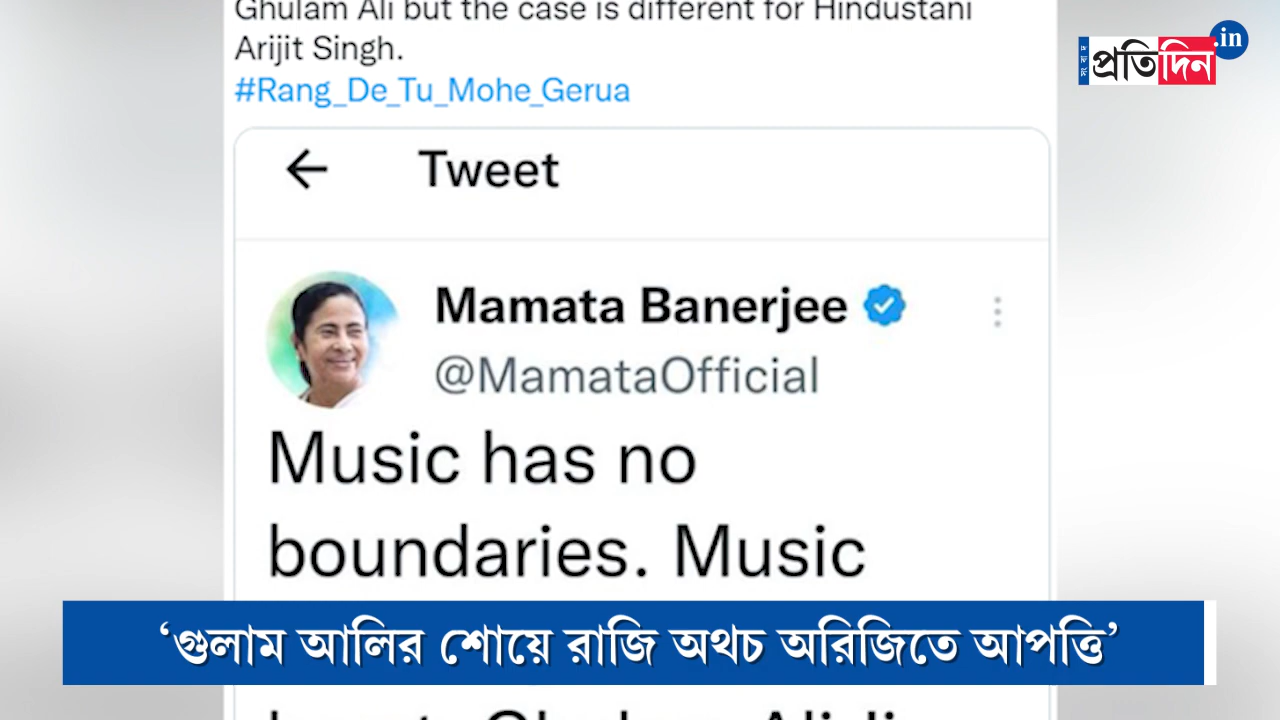 Ghulam Ali but the case is different for Hindustani
Arijit Singh.
#Rang_De_Tu_Mohe_Gerua
সংবাদ প্রতিদিন .in
Tweet
Mamata Banerjee
@MamataOfficial
Music has no
boundaries. Music
‘গুলাম আলির শোয়ে রাজি অথচ অরিজিতে আপত্তি’